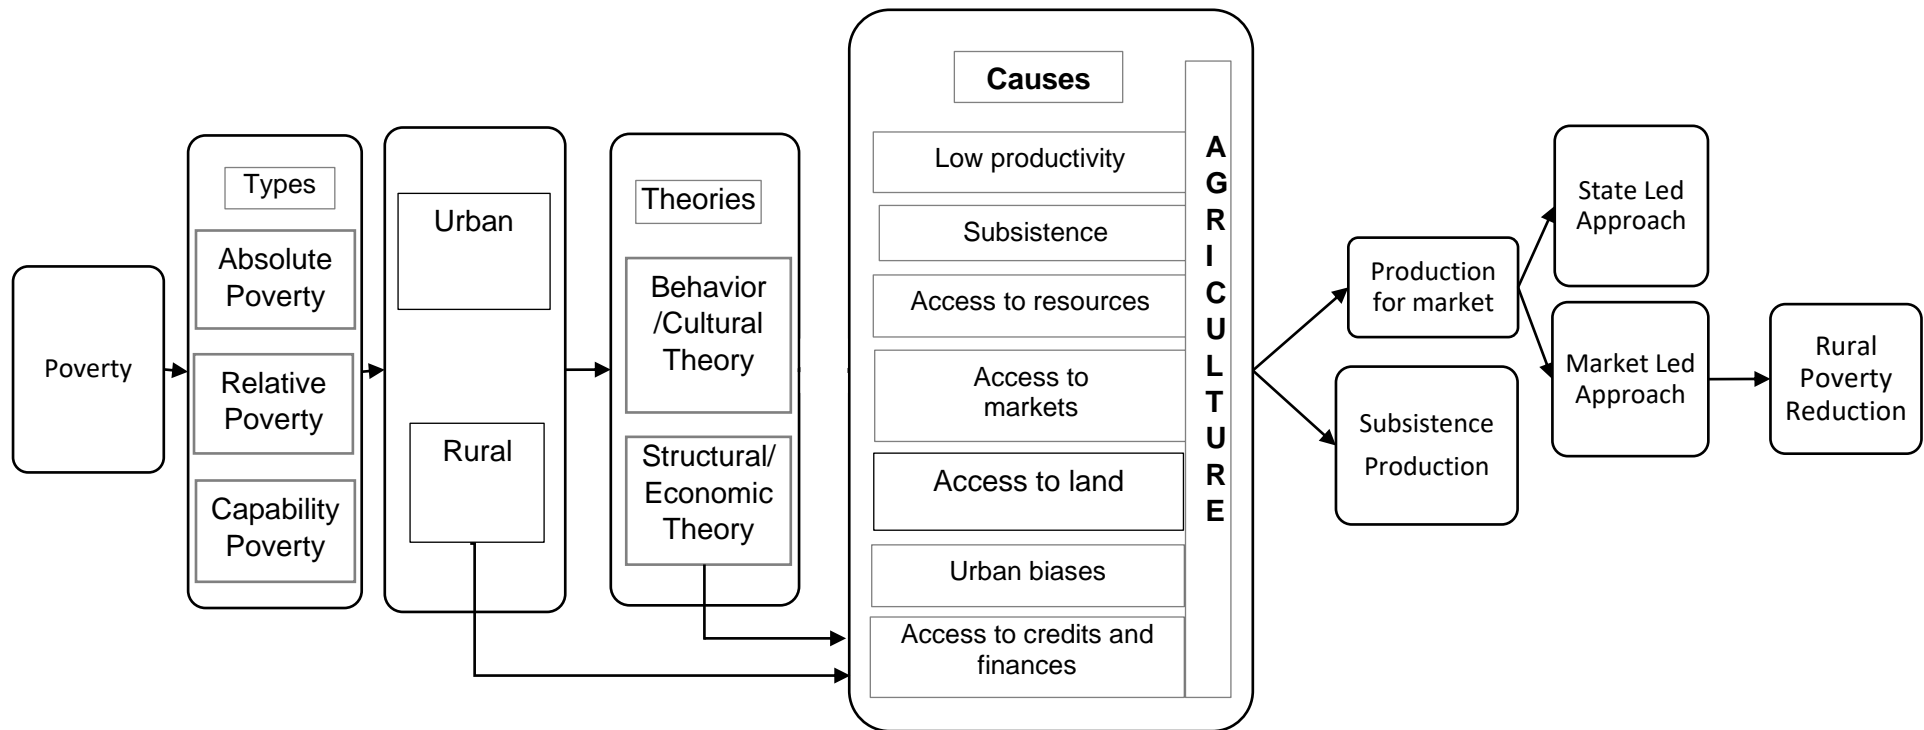 Poverty
Types
Absolute
Poverty
Relative
Poverty
Capability
Poverty
Urban
Rural
Theories
Behavior
/Cultural
Theory
Structural/
Economic
Theory
Causes
Low productivity
Subsistence
Access to resources
Access to
markets
Access to land
Urban biases
Access to credits and
finances
A
G
R
I
C
U
L
T
U
R
E
Production
for market
Subsistence
Production
State Led
Approach
Market Led
Approach
Rural
Poverty
Reduction